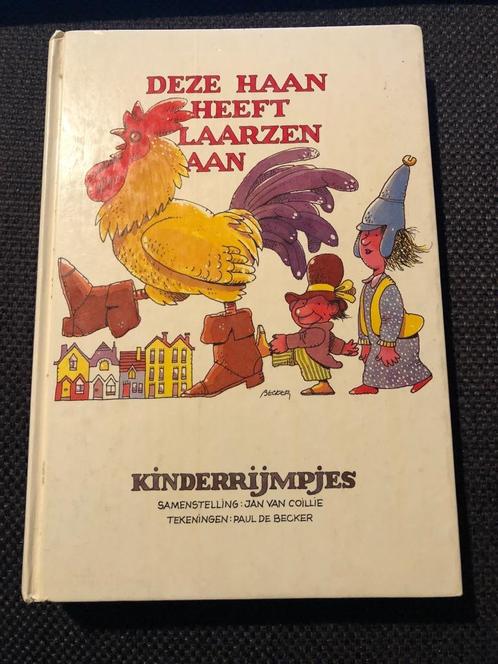 DEZE HAAN
HEEFT
LAARZEN
AAN
BECKER
KINDERRIJMPJES
SAMENSTELLING: JAN VAN COILLIE
TEKENINGEN: PAUL DE BECKER